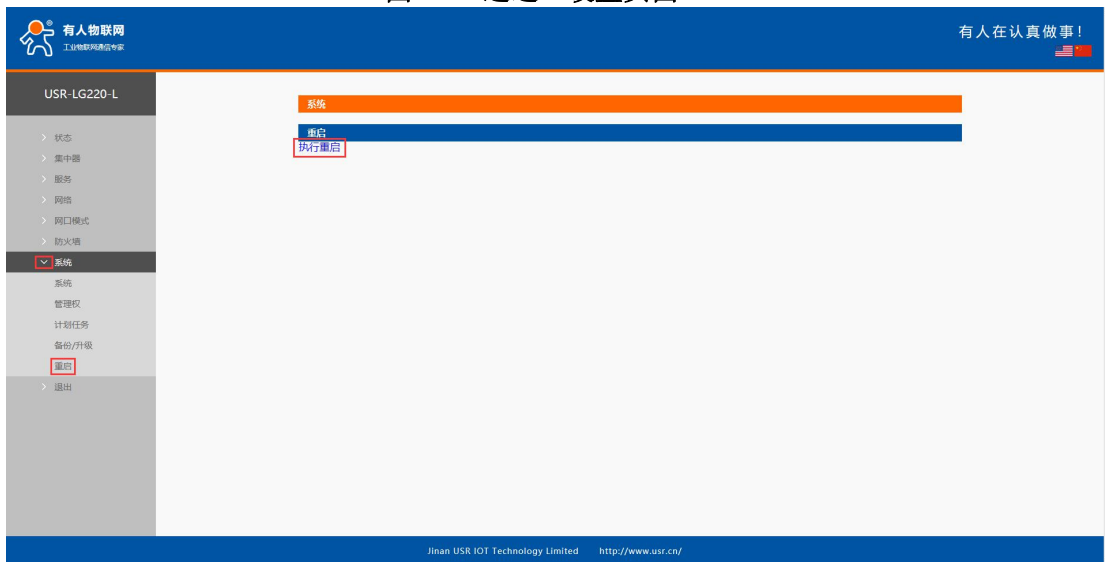 有人物联网
工业物联网通信专家
有人在认真做事!
USR-LG220-L
系统
重启
执行重启
状态
集中器
服务
网络
网口模式
防火墙
系统
系统
管理权
计划任务
备份/升级
重启
退出
Jinan USR IOT Technology Limited http://www.usr.cn/